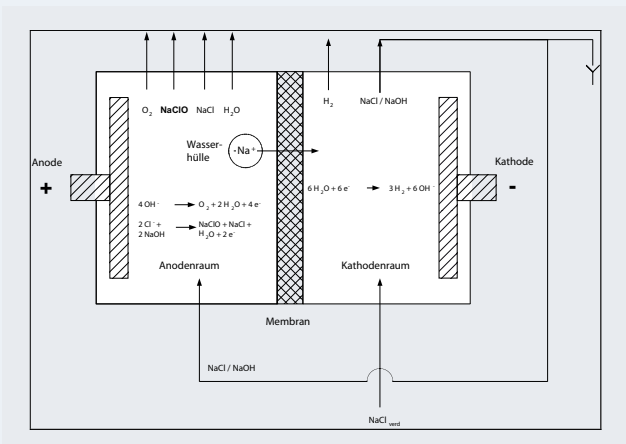 O₂ NaClO NaCl H₂O
H₂ NaCl / NaOH
Wasser-
hülle
·Na⁺
Anode
+
Kathode
-
6 H₂O + 6 e⁻ → 3 H₂ + 6 OH⁻
4 OH⁻ → O₂ + 2 H₂O + 4 e⁻
2 Cl⁻ + 2 NaOH → NaClO + NaCl + H₂O + 2 e⁻
Anodenraum
Kathodenraum
Membran
NaCl / NaOH
NaCl verd